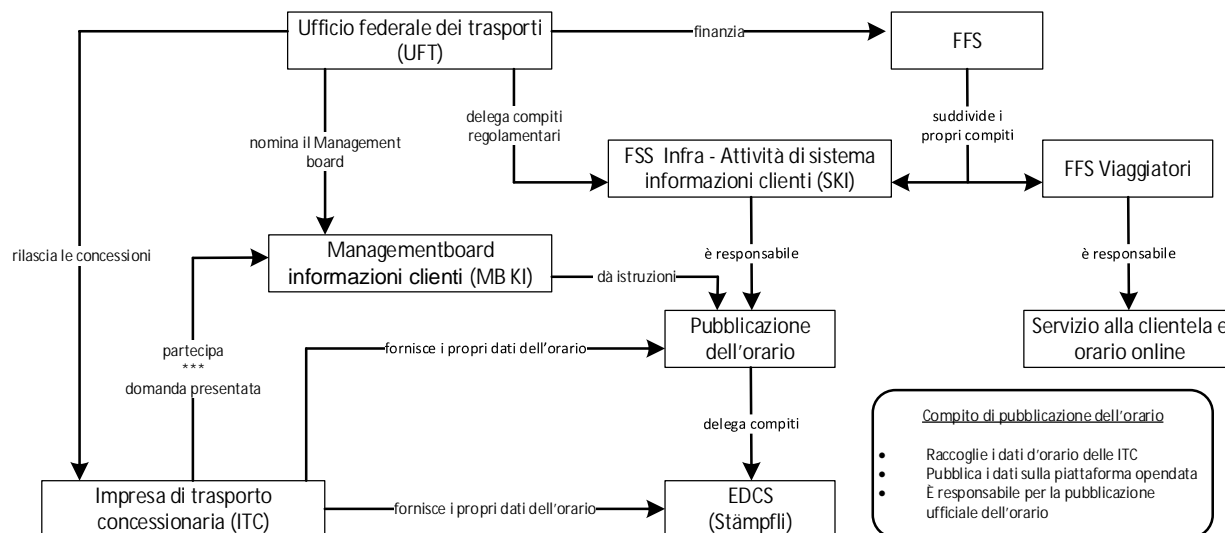 Ufficio federale dei trasporti
(UFT)
finanzia
FFS
nomina il Management
board
delega compiti
regolamentari
suddivide i
propri compiti
FSS Infra - Attività di sistema
informazioni clienti (SKI)
FFS Viaggiatori
rilascia le concessioni
Managementboard
informazioni clienti (MB KI)
dà istruzioni
è responsabile
è responsabile
partecipa
***
domanda presentata
fornisce i propri dati dell'orario
Pubblicazione
dell'orario
Servizio alla clientela e
orario online
delega compiti
Impresa di trasporto
concessionaria (ITC)
fornisce i propri dati dell'orario
EDCS
(Stämpfli)
Compito di pubblicazione dell'orario
• Raccoglie i dati d'orario delle ITC
• Pubblica i dati sulla piattaforma opendata
• È responsabile per la pubblicazione
ufficiale dell'orario